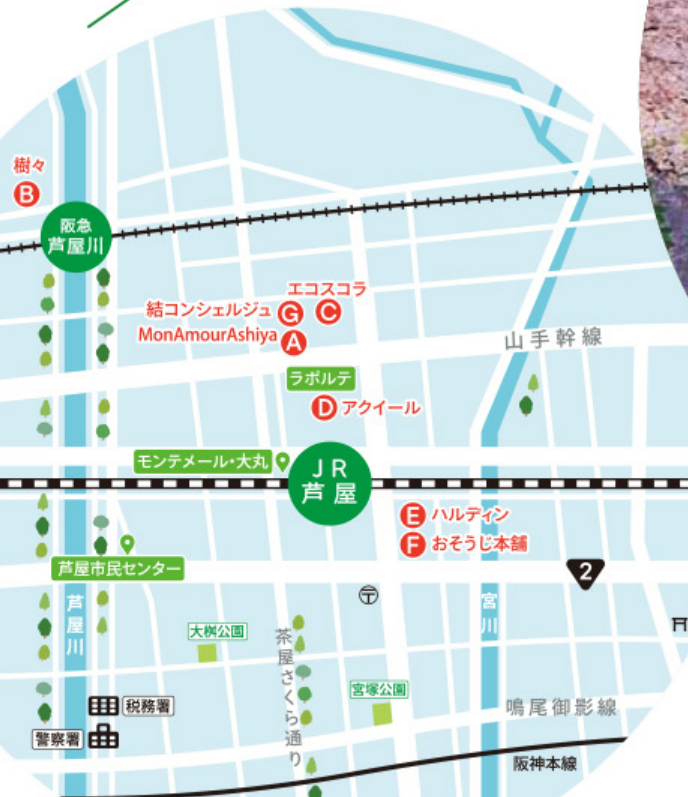 樹々
B
阪急
芦屋川
エコスコラ
結コンシェルジュ G C
MonAmourAshiya A
山手幹線
ラポルテ
D アクイール
モンテメール・大丸
JR
芦屋
E ハルディン
F おそうじ本舗
芦屋市民センター
2
〒
芦屋川
宮川
大桝公園
茶屋さくら通り
宮塚公園
税務署
鳴尾御影線
警察署
阪神本線